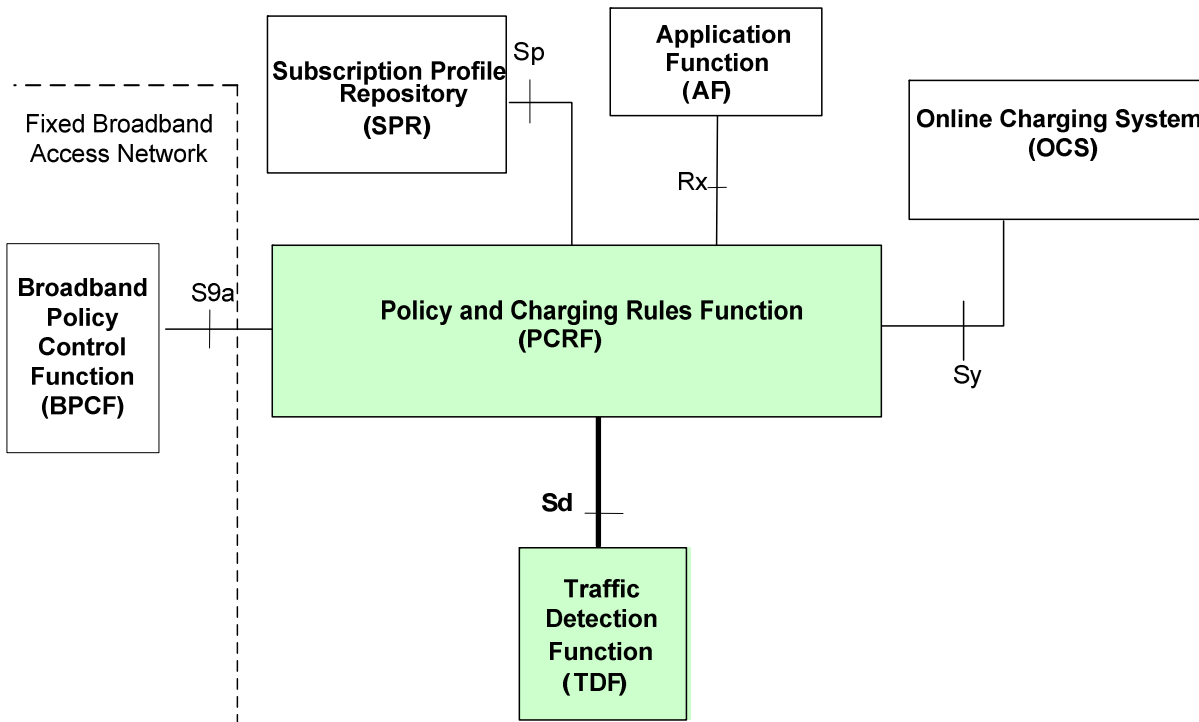 Sp
Subscription Profile
Repository
(SPR)
Application
Function
(AF)
Online Charging System
(OCS)
Fixed Broadband
Access Network
Rx
Broadband
Policy
Control
Function
(BPCF)
S9a
Policy and Charging Rules Function
(PCRF)
Sy
Sd
Traffic
Detection
Function
(TDF)